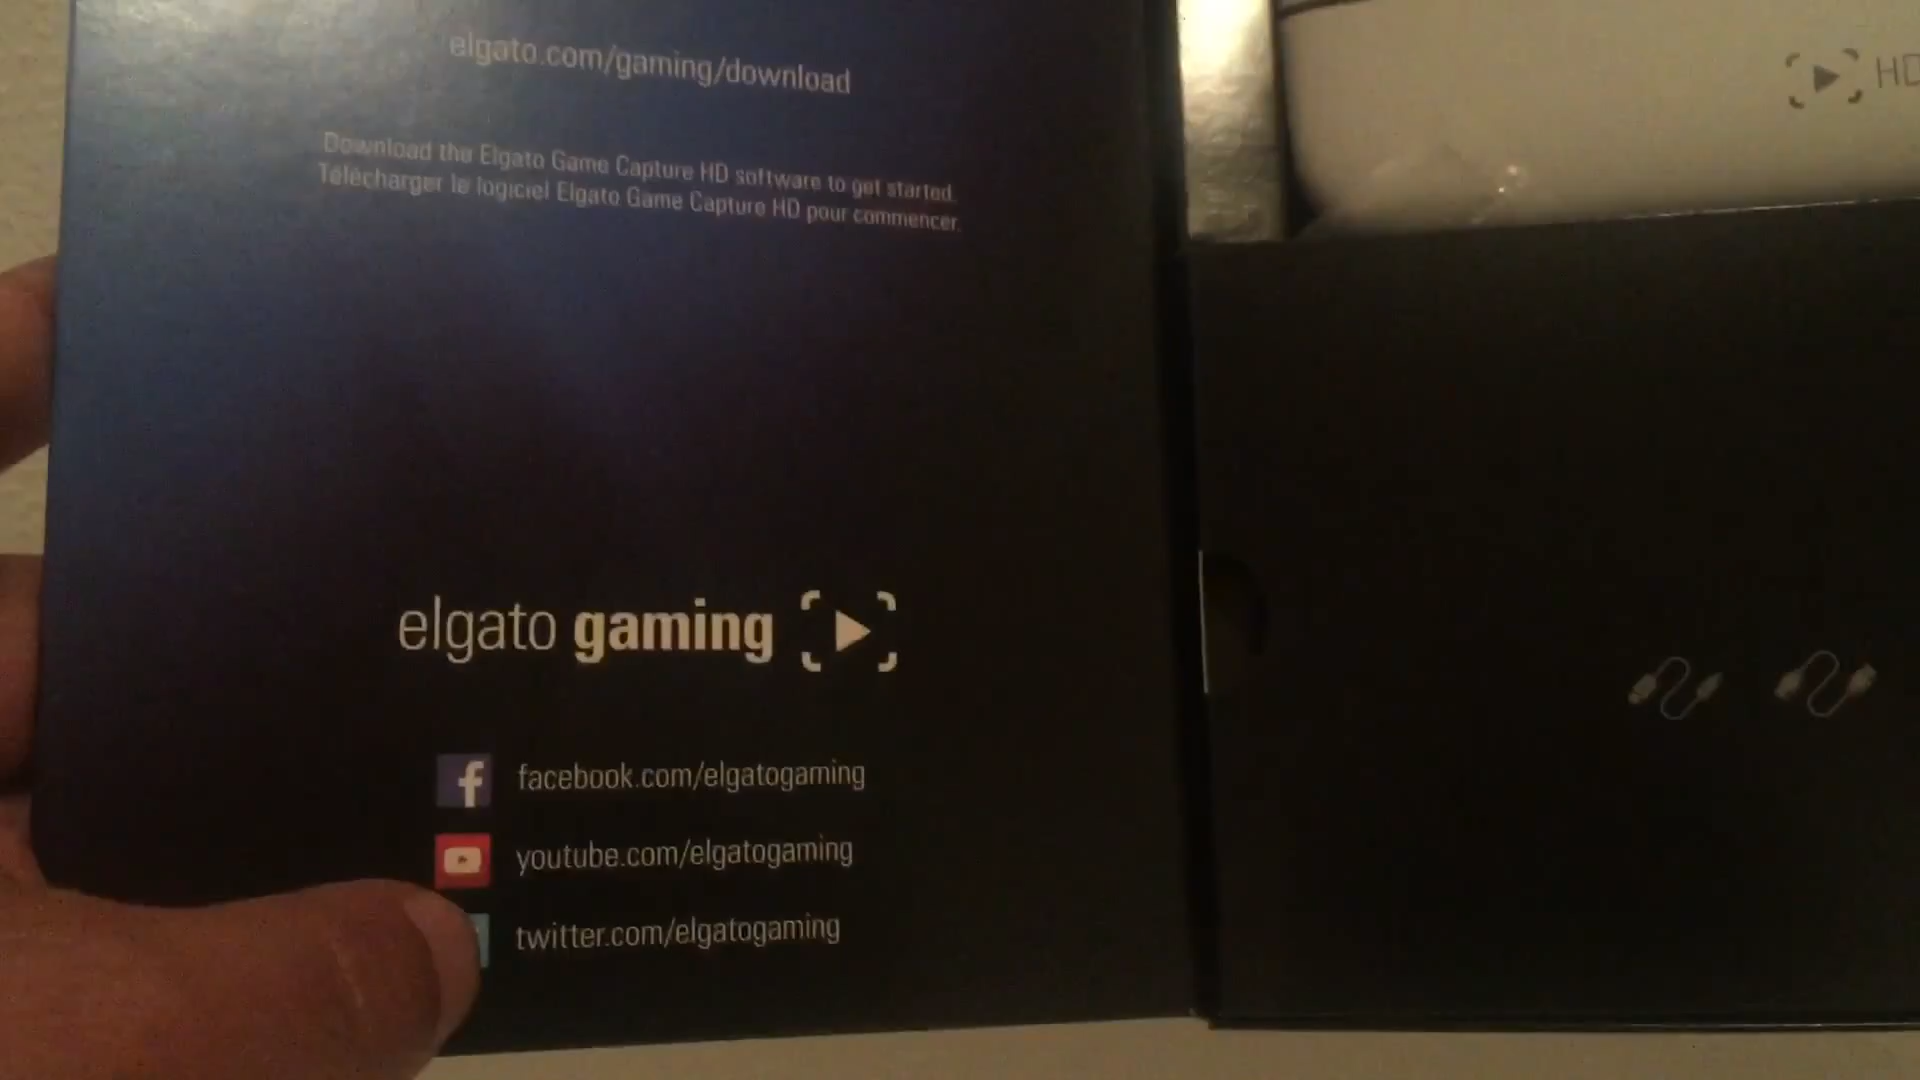 elgato.com/gaming/download
Download the Elgato Game Capture HD software to get started.
Télécharger le logiciel Elgato Game Capture HD pour commencer.
HD
elgato gaming
facebook.com/elgatogaming
youtube.com/elgatogaming
twitter.com/elgatogaming